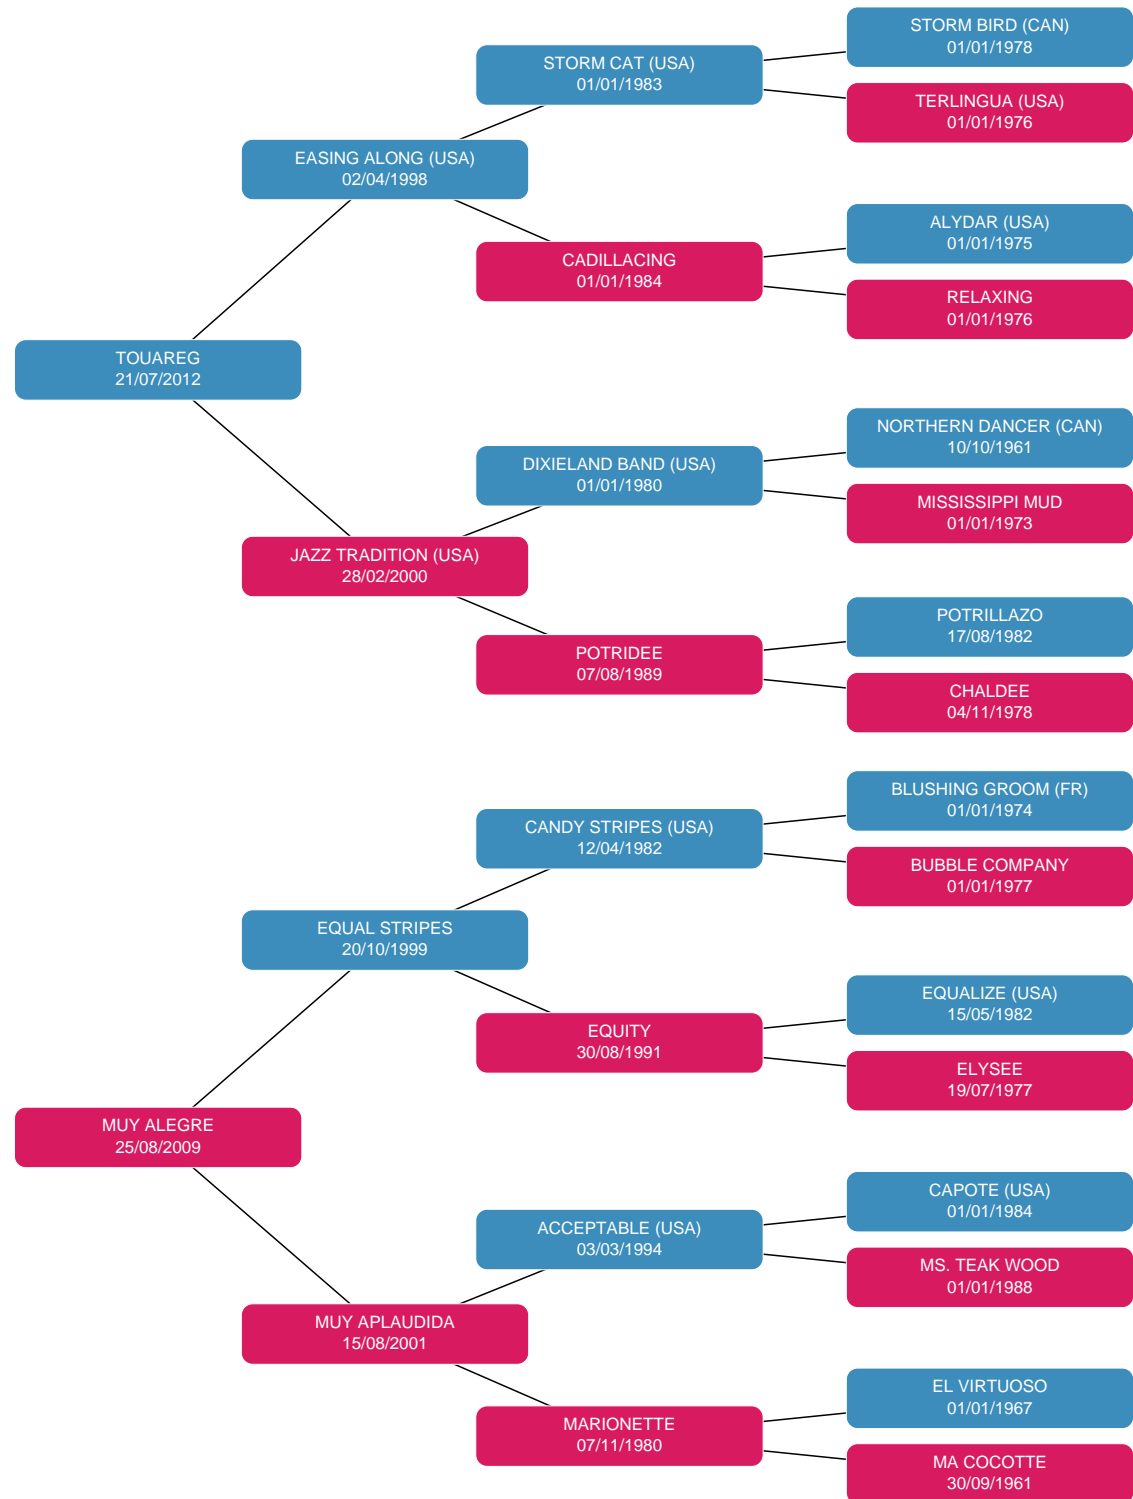 STORM BIRD (CAN)
01/01/1978
STORM CAT (USA)
01/01/1983
TERLINGUA (USA)
01/01/1976
EASING ALONG (USA)
02/04/1998
ALYDAR (USA)
01/01/1975
CADILLACING
01/01/1984
RELAXING
01/01/1976
TOUAREG
21/07/2012
NORTHERN DANCER (CAN)
10/10/1961
DIXIELAND BAND (USA)
01/01/1980
MISSISSIPPI MUD
01/01/1973
JAZZ TRADITION (USA)
28/02/2000
POTRILLAZO
17/08/1982
POTRIDEE
07/08/1989
CHALDEE
04/11/1978
BLUSHING GROOM (FR)
01/01/1974
CANDY STRIPES (USA)
12/04/1982
BUBBLE COMPANY
01/01/1977
EQUAL STRIPES
20/10/1999
EQUALIZE (USA)
15/05/1982
EQUITY
30/08/1991
ELYSEE
19/07/1977
MUY ALEGRE
25/08/2009
CAPOTE (USA)
01/01/1984
ACCEPTABLE (USA)
03/03/1994
MS. TEAK WOOD
01/01/1988
MUY APLAUDIDA
15/08/2001
EL VIRTUOSO
01/01/1967
MARIONETTE
07/11/1980
MA COCOTTE
30/09/1961